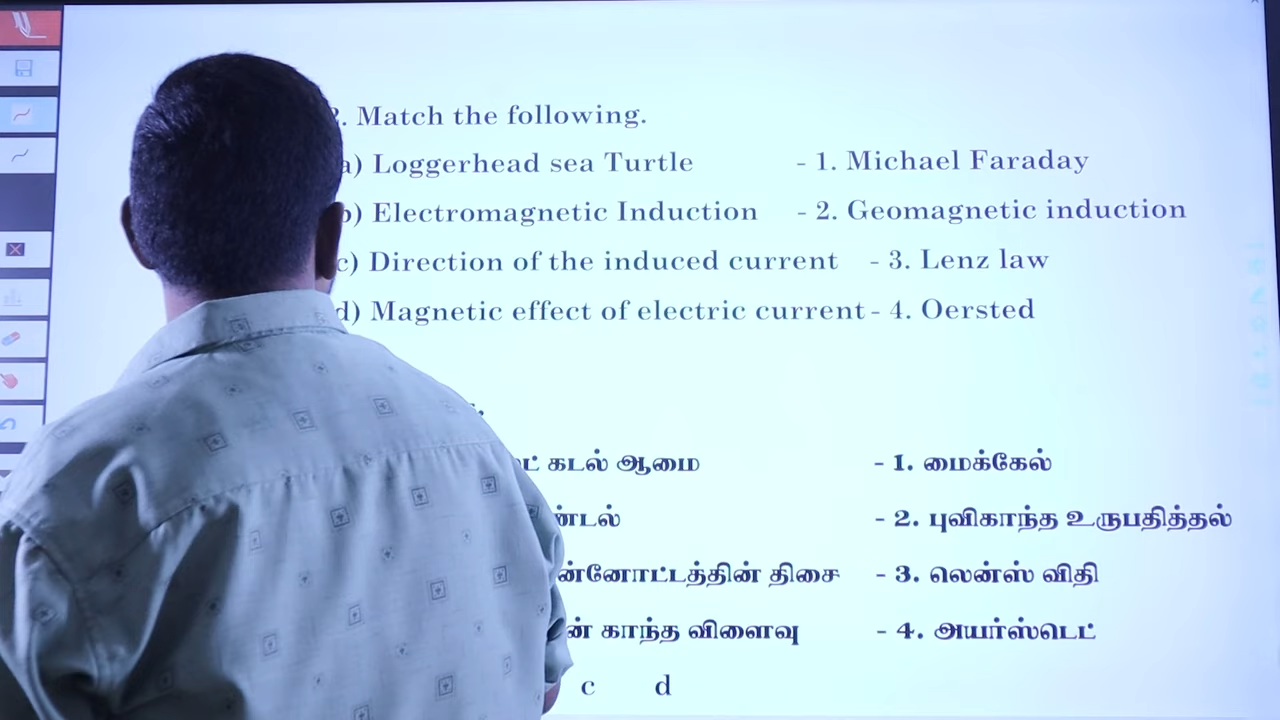 2. Match the following.
a) Loggerhead sea Turtle - 1. Michael Faraday
b) Electromagnetic Induction - 2. Geomagnetic induction
c) Direction of the induced current - 3. Lenz law
d) Magnetic effect of electric current - 4. Oersted
கடல் ஆமை - 1. மைக்கேல்
- 2. புவிகாந்த உருபதித்தல்
திசை - 3. லென்ஸ் விதி
காந்த விளைவு - 4. அயர்ஸ்டெட்
c d